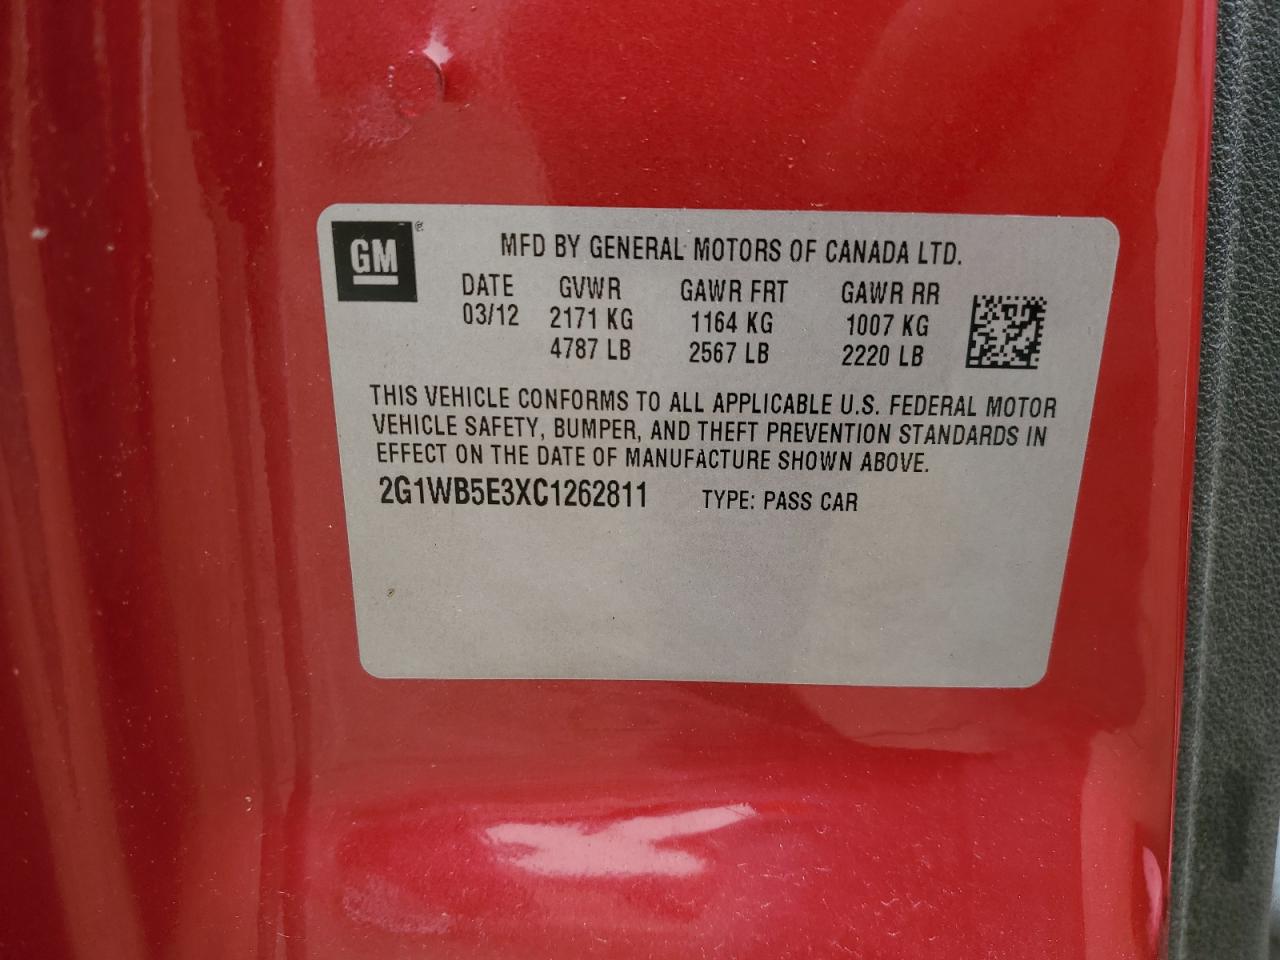 GM®
MFD BY GENERAL MOTORS OF CANADA LTD.
DATE GVWR GAWR FRT GAWR RR
03/12 2171 KG 1164 KG 1007 KG
4787 LB 2567 LB 2220 LB
THIS VEHICLE CONFORMS TO ALL APPLICABLE U.S. FEDERAL MOTOR
VEHICLE SAFETY, BUMPER, AND THEFT PREVENTION STANDARDS IN
EFFECT ON THE DATE OF MANUFACTURE SHOWN ABOVE.
2G1WB5E3XC1262811 TYPE: PASS CAR